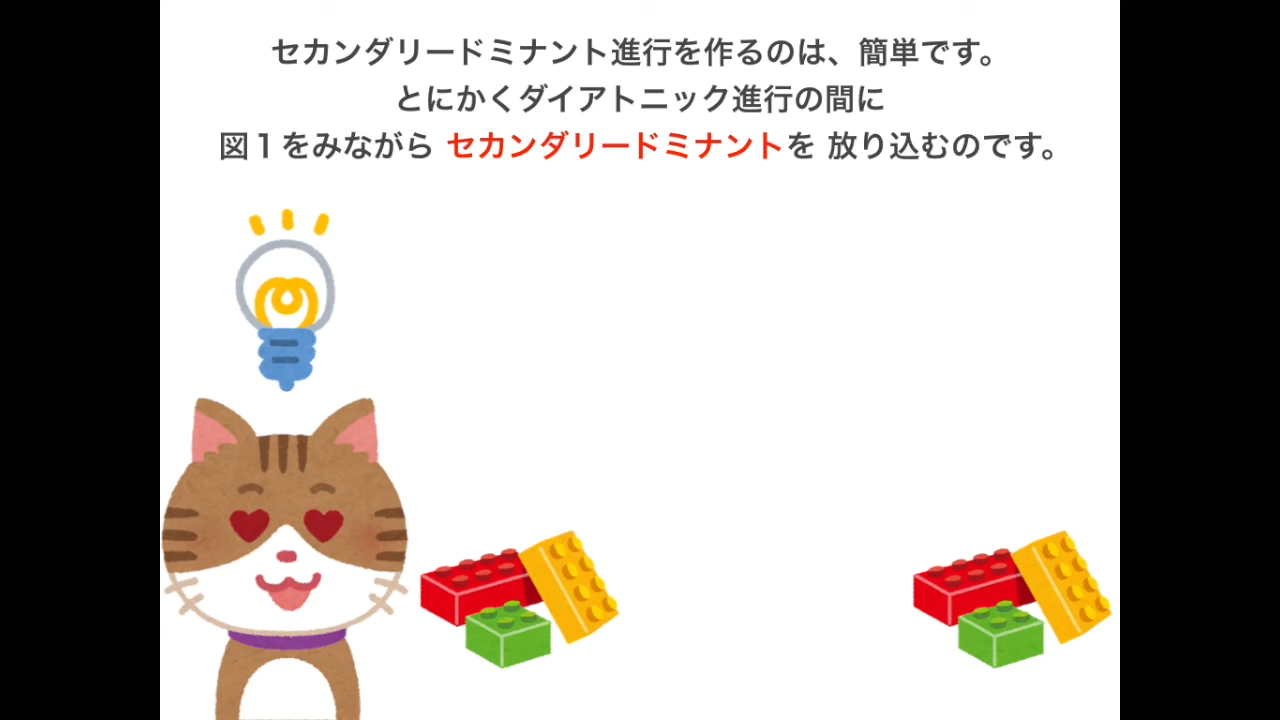 セカンダリードミナント進行を作るのは、簡単です。
とにかくダイアトニック進行の間に
図１をみながら セカンダリードミナントを 放り込むのです。